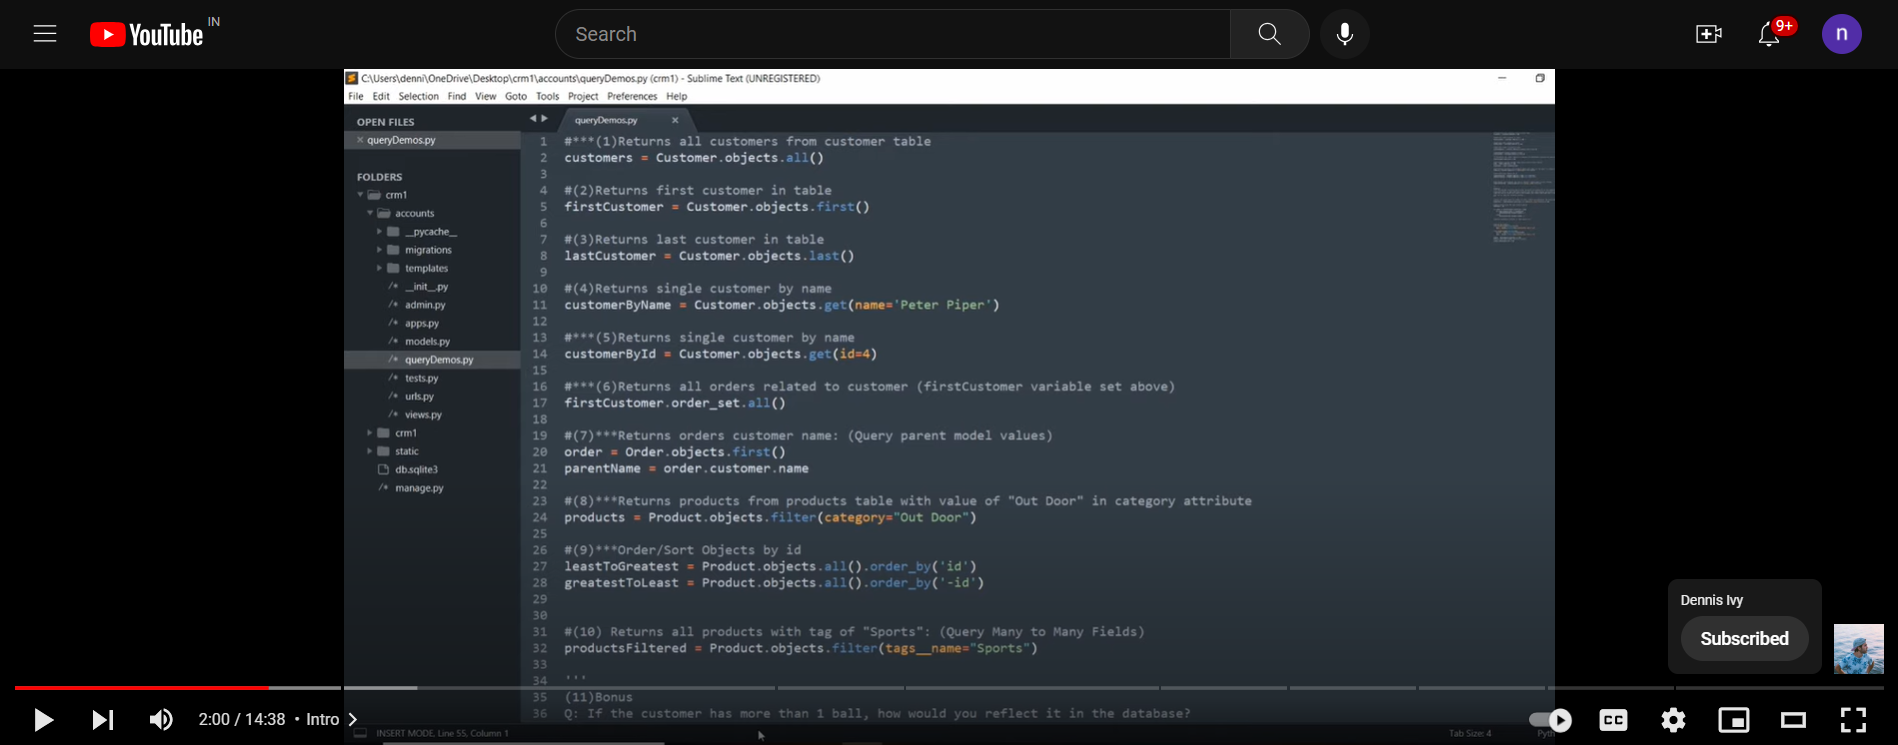 YouTube IN
Search
9+
n
C:\Users\denni\OneDrive\Desktop\crm1\accounts\queryDemos.py (crm1) - Sublime Text (UNREGISTERED)
File Edit Selection Find View Goto Tools Project Preferences Help
OPEN FILES
queryDemos.py
FOLDERS
crm1
accounts
__pycache__
migrations
templates
/* __init__.py
/* admin.py
/* apps.py
/* models.py
/* queryDemos.py
/* tests.py
/* urls.py
/* views.py
crm1
static
db.sqlite3
/* manage.py
queryDemos.py
1 #***(1)Returns all customers from customer table
2 customers = Customer.objects.all()
3
4 #(2)Returns first customer in table
5 firstCustomer = Customer.objects.first()
6
7 #(3)Returns last customer in table
8 lastCustomer = Customer.objects.last()
9
10 #(4)Returns single customer by name
11 customerByName = Customer.objects.get(name='Peter Piper')
12
13 #***(5)Returns single customer by name
14 customerById = Customer.objects.get(id=4)
15
16 #***(6)Returns all orders related to customer (firstCustomer variable set above)
17 firstCustomer.order_set.all()
18
19 #(7)***Returns orders customer name: (Query parent model values)
20 order = Order.objects.first()
21 parentName = order.customer.name
22
23 #(8)***Returns products from products table with value of "Out Door" in category attribute
24 products = Product.objects.filter(category="Out Door")
25
26 #(9)***Order/Sort Objects by id
27 leastToGreatest = Product.objects.all().order_by('id')
28 greatestToLeast = Product.objects.all().order_by('-id')
29
30
31 #(10) Returns all products with tag of "Sports": (Query Many to Many Fields)
32 productsFiltered = Product.objects.filter(tags__name="Sports")
33
34 '''
35 (11)Bonus
36 Q: If the customer has more than 1 ball, how would you reflect it in the database?
INSERT MODE, Line 55, Column 1
Tab Size: 4
Pyth
Dennis Ivy
Subscribed
2:00 / 14:38 • Intro
CC